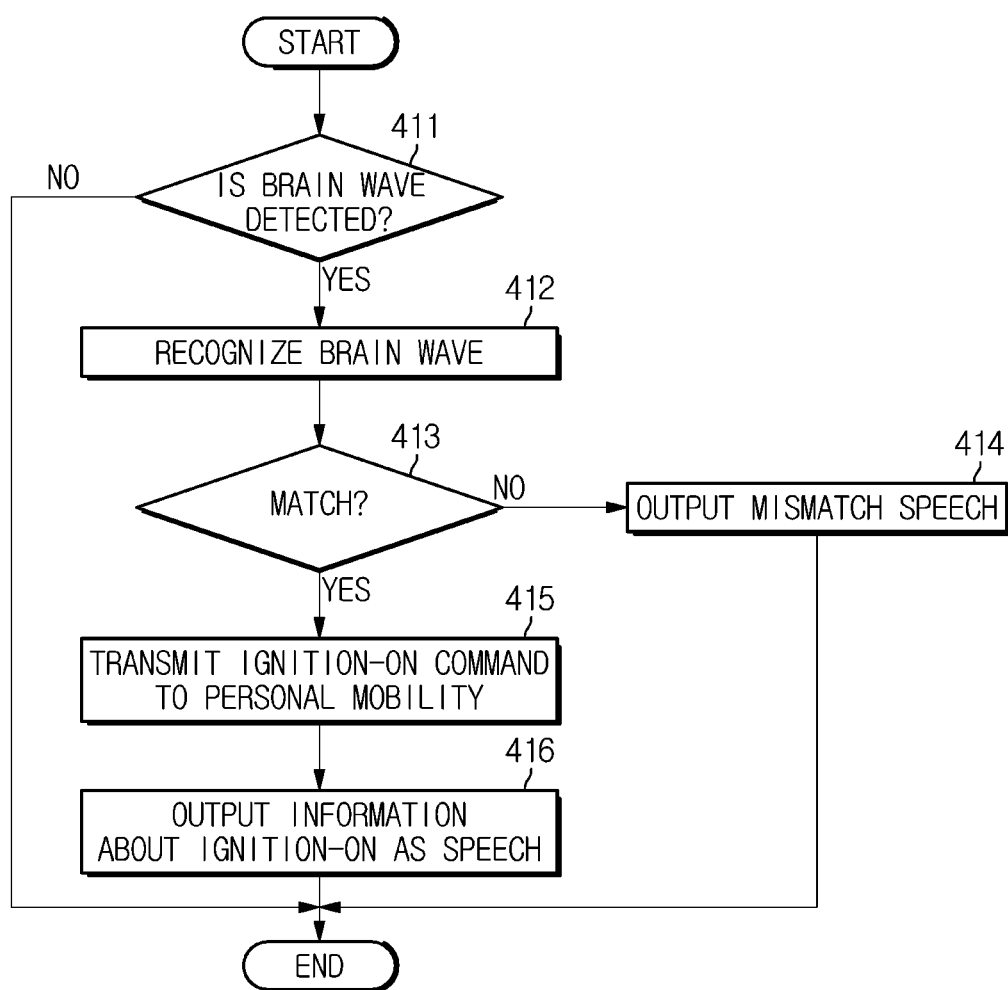 START
411
IS BRAIN WAVE
DETECTED?
NO
YES
412
RECOGNIZE BRAIN WAVE
413
MATCH?
NO
414
OUTPUT MISMATCH SPEECH
YES
415
TRANSMIT IGNITION-ON COMMAND
TO PERSONAL MOBILITY
416
OUTPUT INFORMATION
ABOUT IGNITION-ON AS SPEECH
END